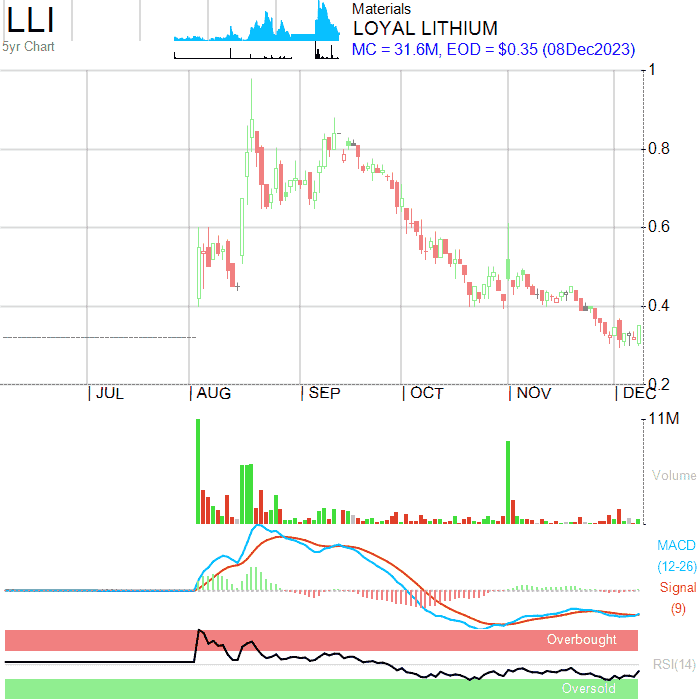 LLI
5yr Chart
Materials
LOYAL LITHIUM
MC = 31.6M, EOD = $0.35 (08Dec2023)
1
0.8
0.6
0.4
0.2
JUL AUG SEP OCT NOV DEC
11M
Volume
MACD
(12-26)
Signal
(9)
Overbought
RSI(14)
Oversold